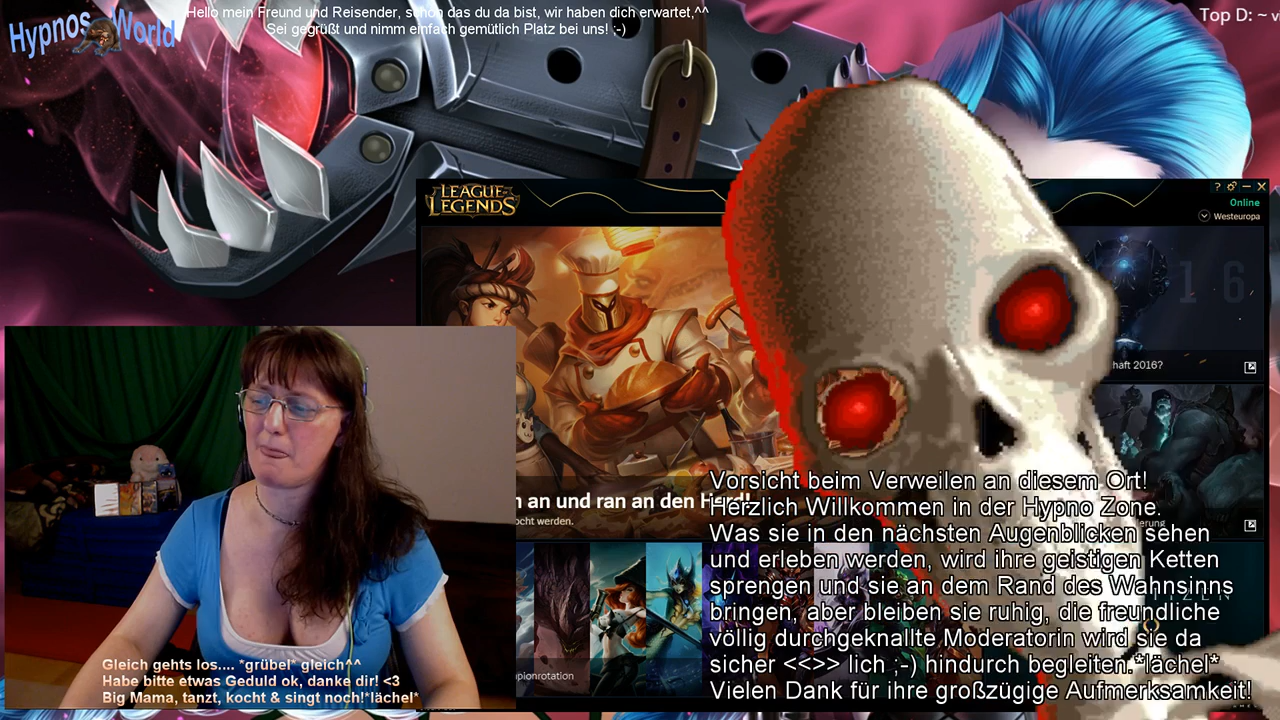 Hypnos World
Hello mein Freund und Reisender, schön das du da bist, wir haben dich erwartet,^^
Sei gegrüßt und nimm einfach gemütlich Platz bei uns! ;-)
Top D: ~
LEAGUE of LEGENDS
Online
Westeuropa
16
haft 2016?
n an und ran an den Herd!
ocht werden.
erung
pionrotation
Gleich gehts los.... *grübel* gleich^^
Habe bitte etwas Geduld ok, danke dir! <3
Big Mama, tanzt, kocht & singt noch!*lächel*
Vorsicht beim Verweilen an diesem Ort!
Herzlich Willkommen in der Hypno Zone.
Was sie in den nächsten Augenblicken sehen
und erleben werden, wird ihre geistigen Ketten
sprengen und sie an dem Rand des Wahnsinns
bringen, aber bleiben sie ruhig, die freundliche
völlig durchgeknallte Moderatorin wird sie da
sicher <<>> lich ;-) hindurch begleiten.*lächel*
Vielen Dank für ihre großzügige Aufmerksamkeit!